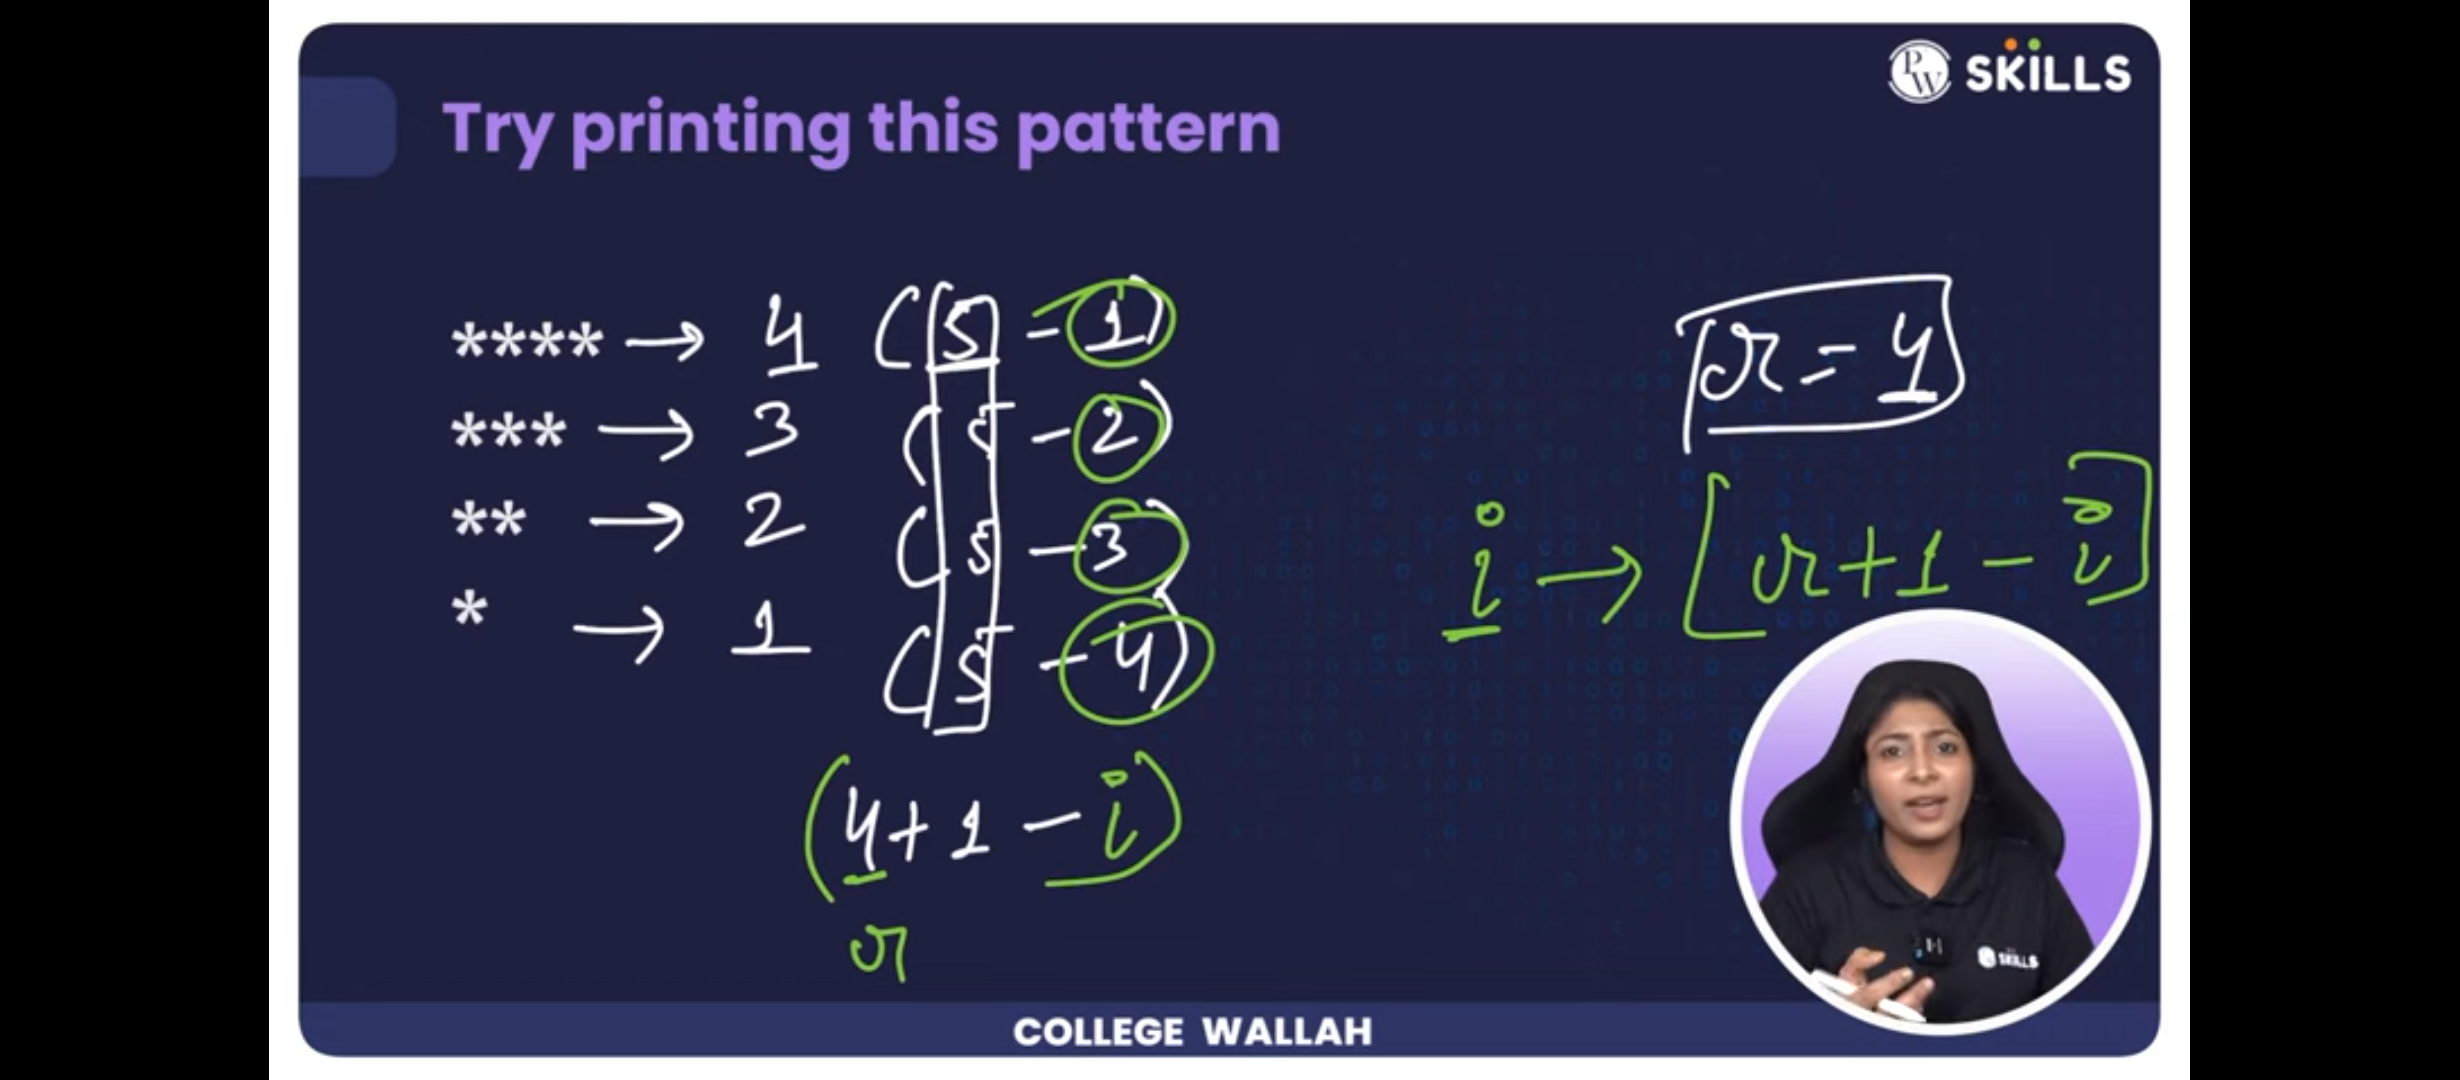 PW SKILLS
Try printing this pattern
**** → 4 (5 - 1)
*** → 3 (5 - 2)
** → 2 (5 - 3)
* → 1 (5 - 4)
(4+1-i)
r
r = 4
i → [r+1-i]
SKILLS
COLLEGE WALLAH